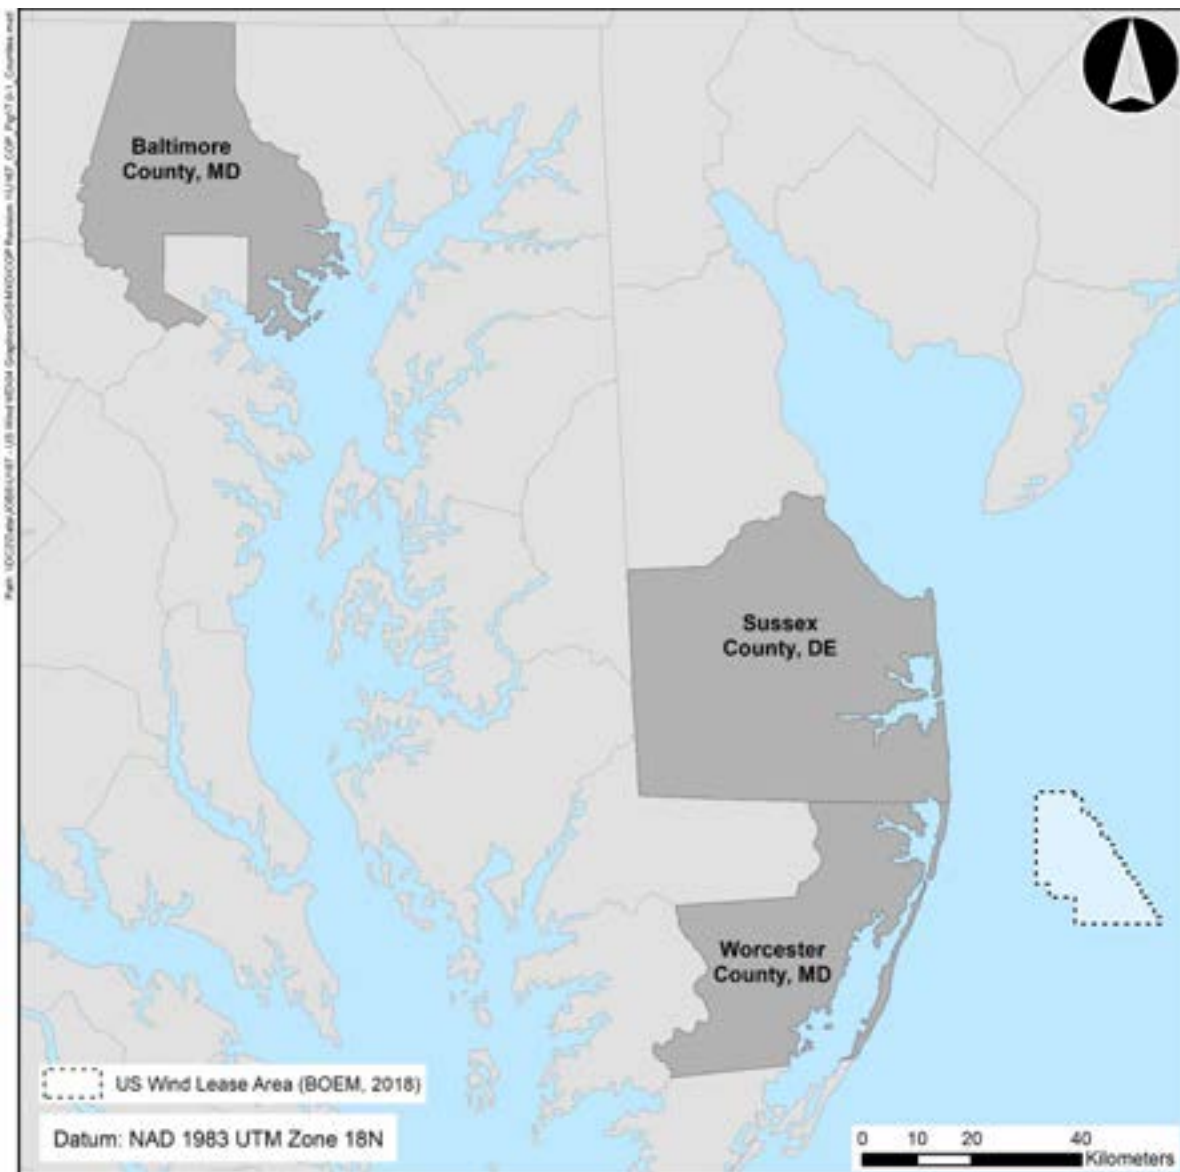 Baltimore
County, MD
Sussex
County, DE
Worcester
County, MD
US Wind Lease Area (BOEM, 2018)
Datum: NAD 1983 UTM Zone 18N
0 10 20 40
Kilometers